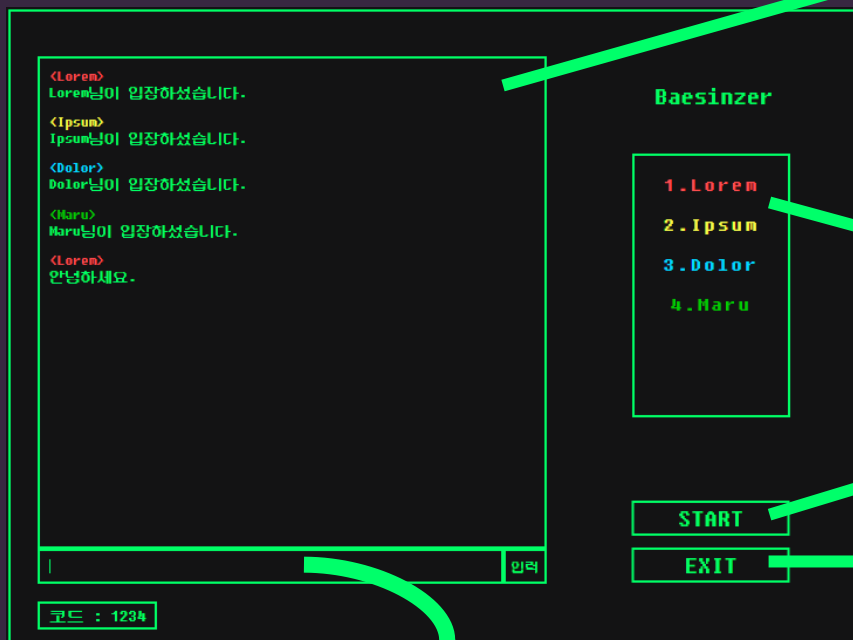 <Lorem>
Lorem님이 입장하셨습니다.
<Ipsum>
Ipsum님이 입장하셨습니다.
<Dolor>
Dolor님이 입장하셨습니다.
<Maru>
Maru님이 입장하셨습니다.
<Lorem>
안녕하세요.
입력
코드 : 1234
Baesinzer
1.Lorem
2.Ipsum
3.Dolor
4.Maru
START
EXIT